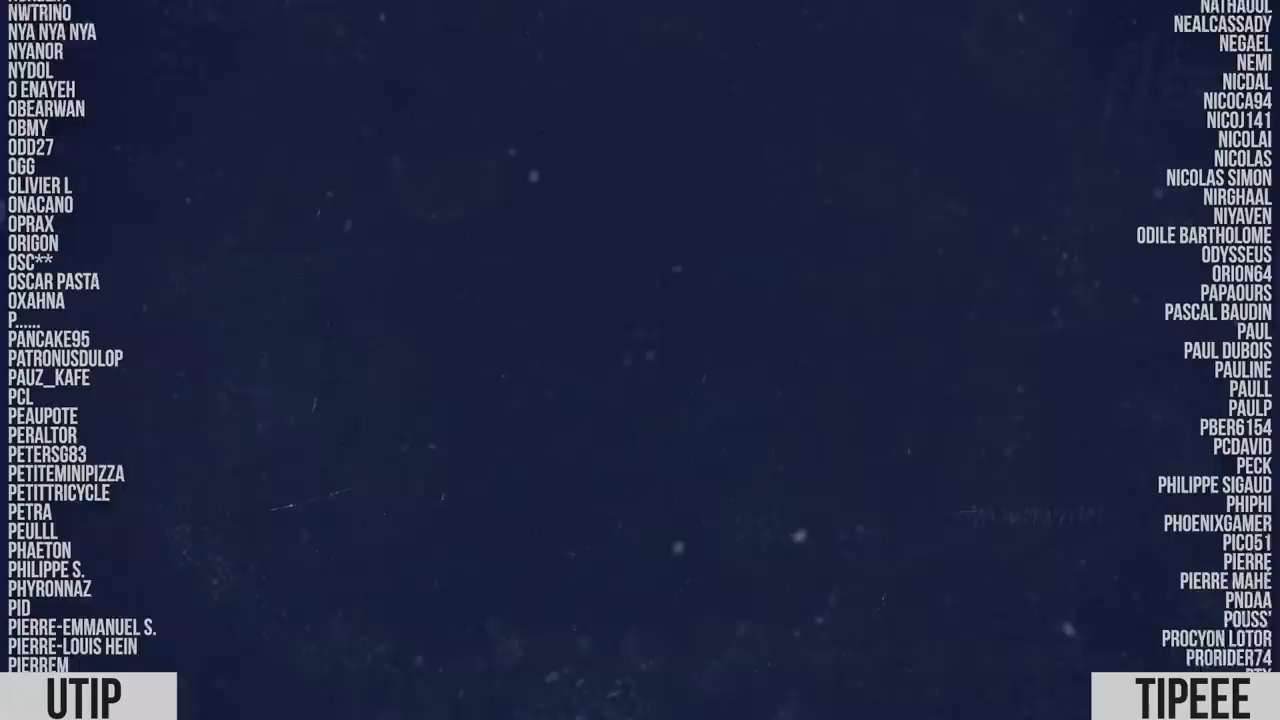 NWTRINO
NYA NYA NYA
NYANOR
NYDOL
O ENAYEH
OBEARWAN
OBMY
ODD27
OGG
OLIVIER L
ONACANO
OPRAX
ORIGON
OSC**
OSCAR PASTA
OXAHNA
P......
PANCAKE95
PATRONUSDULOP
PAUZ_KAFE
PCL
PEAUPOTE
PERALTOR
PETERSG83
PETITEMINIPIZZA
PETITTRICYCLE
PETRA
PEULLL
PHAETON
PHILIPPE S.
PHYRONNAZ
PID
PIERRE-EMMANUEL S.
PIERRE-LOUIS HEIN
PIERREM
UTIP
NATHAOUL
NEALCASSADY
NEGAEL
NEMI
NICDAL
NICOCA94
NICOJ141
NICOLAI
NICOLAS
NICOLAS SIMON
NIRGHAAL
NIYAVEN
ODILE BARTHOLOME
ODYSSEUS
ORION64
PAPAOURS
PASCAL BAUDIN
PAUL
PAUL DUBOIS
PAULINE
PAULL
PAULP
PBER6154
PCDAVID
PECK
PHILIPPE SIGAUD
PHIPHI
PHOENIXGAMER
PICO51
PIERRE
PIERRE MAHÉ
PNDAA
POUSS'
PROCYON LOTOR
PRORIDER74
TIPEEE